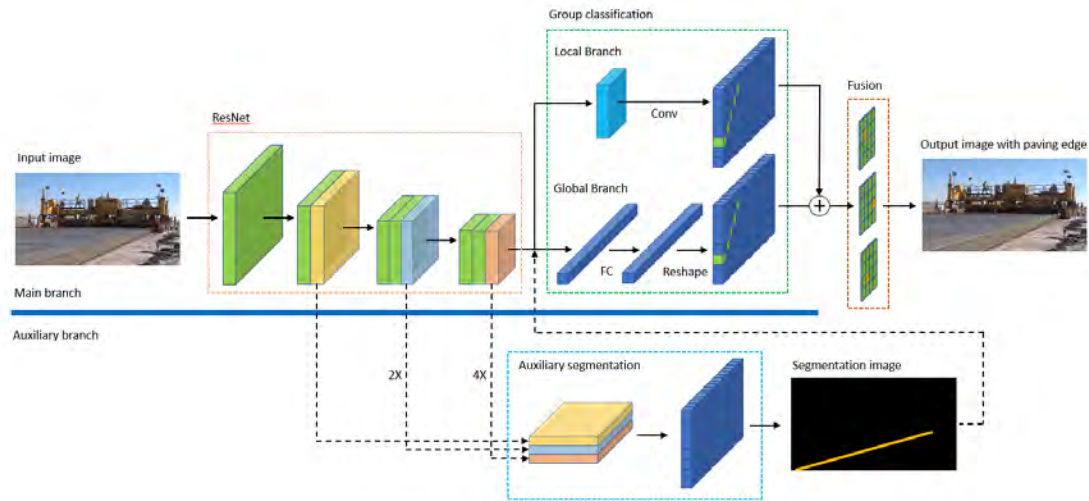 Group classification
Local Branch
Conv
Fusion
ResNet
Input image
Output image with paving edge
Global Branch
FC
Reshape
Main branch
Auxiliary branch
2X
4X
Auxiliary segmentation
Segmentation image